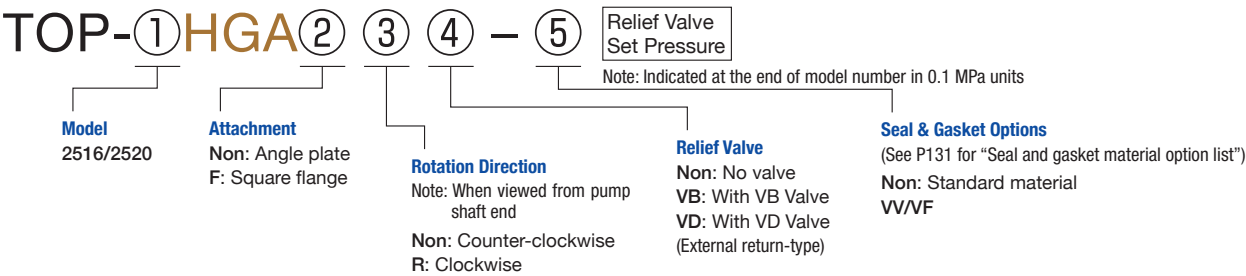 TOP-①HGA② ③ ④ – ⑤
Relief Valve
Set Pressure
Note: Indicated at the end of model number in 0.1 MPa units
Model
2516/2520
Attachment
Non: Angle plate
F: Square flange
Rotation Direction
Note: When viewed from pump
shaft end
Non: Counter-clockwise
R: Clockwise
Relief Valve
Non: No valve
VB: With VB Valve
VD: With VD Valve
(External return-type)
Seal & Gasket Options
(See P131 for “Seal and gasket material option list”)
Non: Standard material
VV/VF